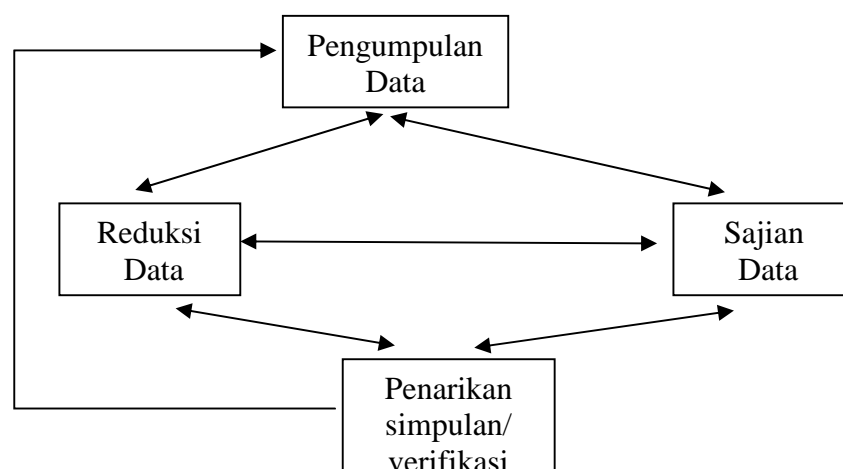 Pengumpulan
Data
Reduksi
Data
Sajian
Data
Penarikan
simpulan/
verifikasi